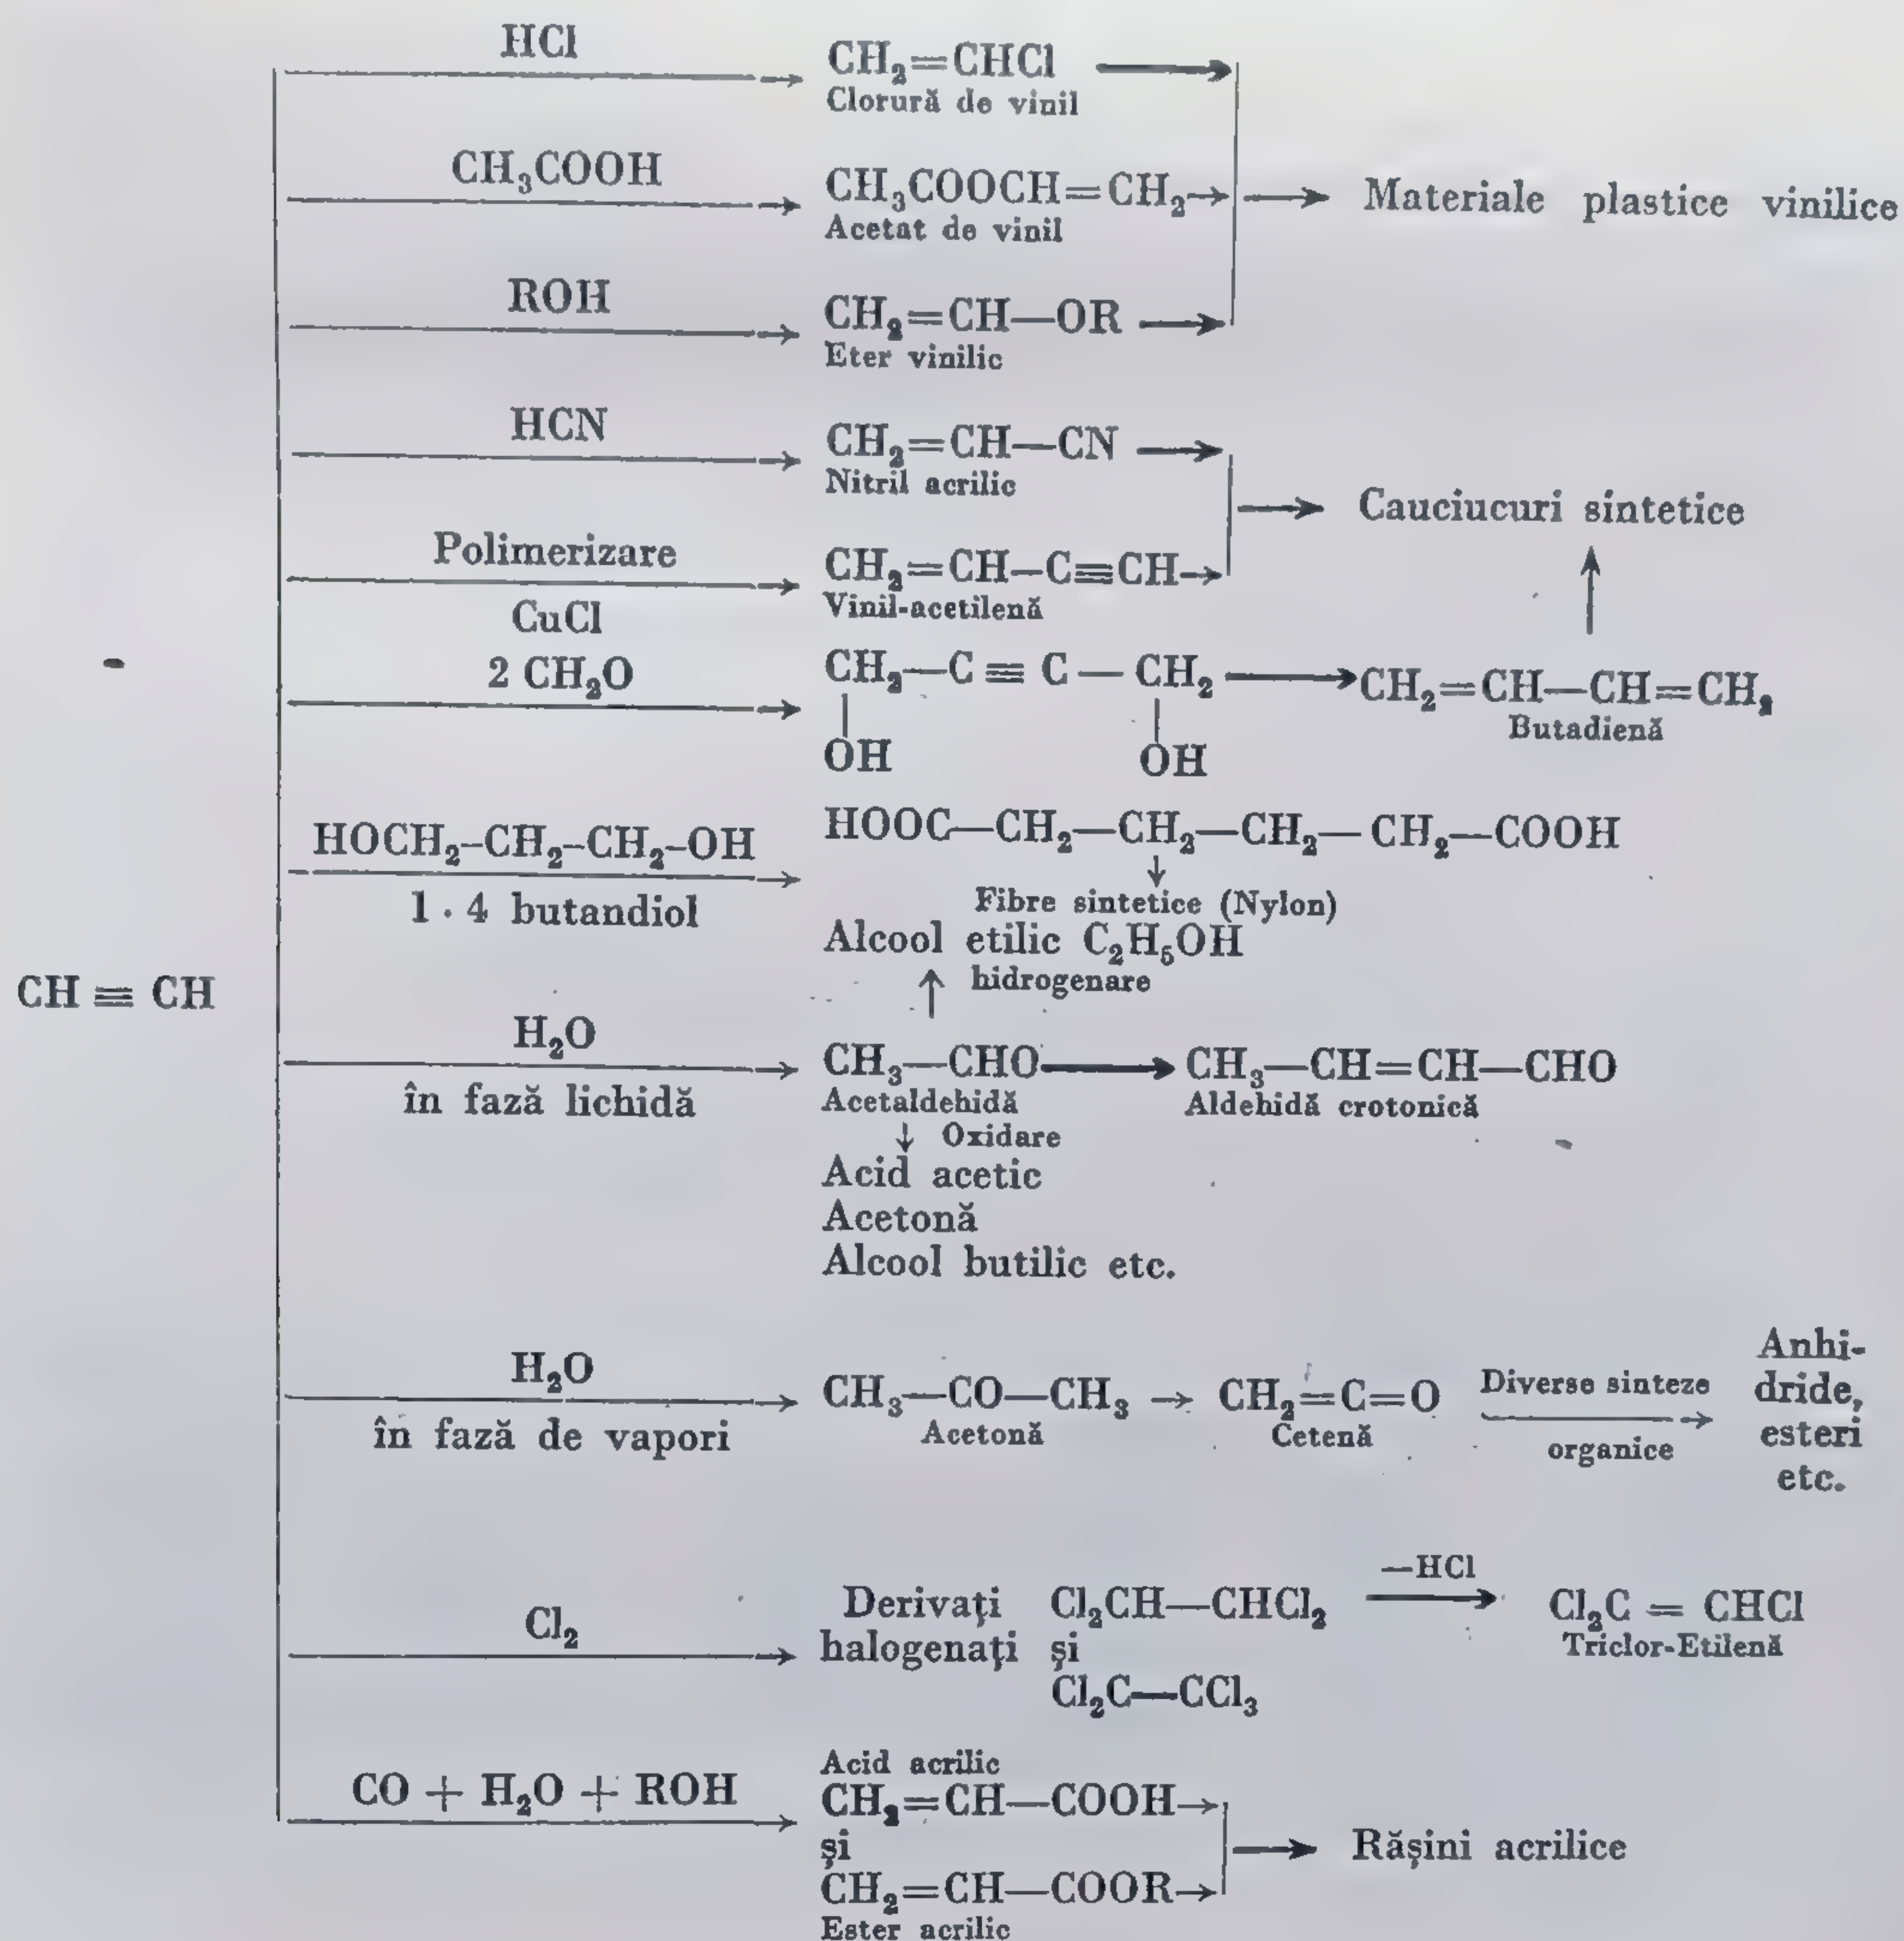 HCl
CH₂=CHCl
Clorură de vinil
CH₃COOH
CH₃COOCH=CH₂
Acetat de vinil
Materiale plastice vinilice
ROH
CH₂=CH—OR
Eter vinilic
HCN
CH₂=CH—CN
Nitril acrilic
Cauciucuri sintetice
Polimerizare
CuCl
CH₂=CH—C≡CH
Vinil-acetilenă
2 CH₂O
CH₂—C ≡ C — CH₂
OH OH
CH₂=CH—CH=CH₂
Butadienă
HOCH₂-CH₂-CH₂-OH
1 . 4 butandiol
HOOC—CH₂—CH₂—CH₂—CH₂—COOH
Fibre sintetice (Nylon)
Alcool etilic C₂H₅OH
hidrogenare
CH ≡ CH
H₂O
în fază lichidă
CH₃—CHO
Acetaldehidă
CH₃—CH=CH—CHO
Aldehidă crotonică
Oxidare
Acid acetic
Acetonă
Alcool butilic etc.
H₂O
în fază de vapori
CH₃—CO—CH₃
Acetonă
CH₂=C=O
Cetenă
Diverse sinteze
organice
Anhi-
dride,
esteri
etc.
Cl₂
Derivaţi
halogenaţi
Cl₂CH—CHCl₂
şi
Cl₂C—CCl₃
—HCl
Cl₂C = CHCl
Triclor-Etilenă
CO + H₂O + ROH
Acid acrilic
CH₂=CH—COOH
şi
CH₂=CH—COOR
Ester acrilic
Răşini acrilice